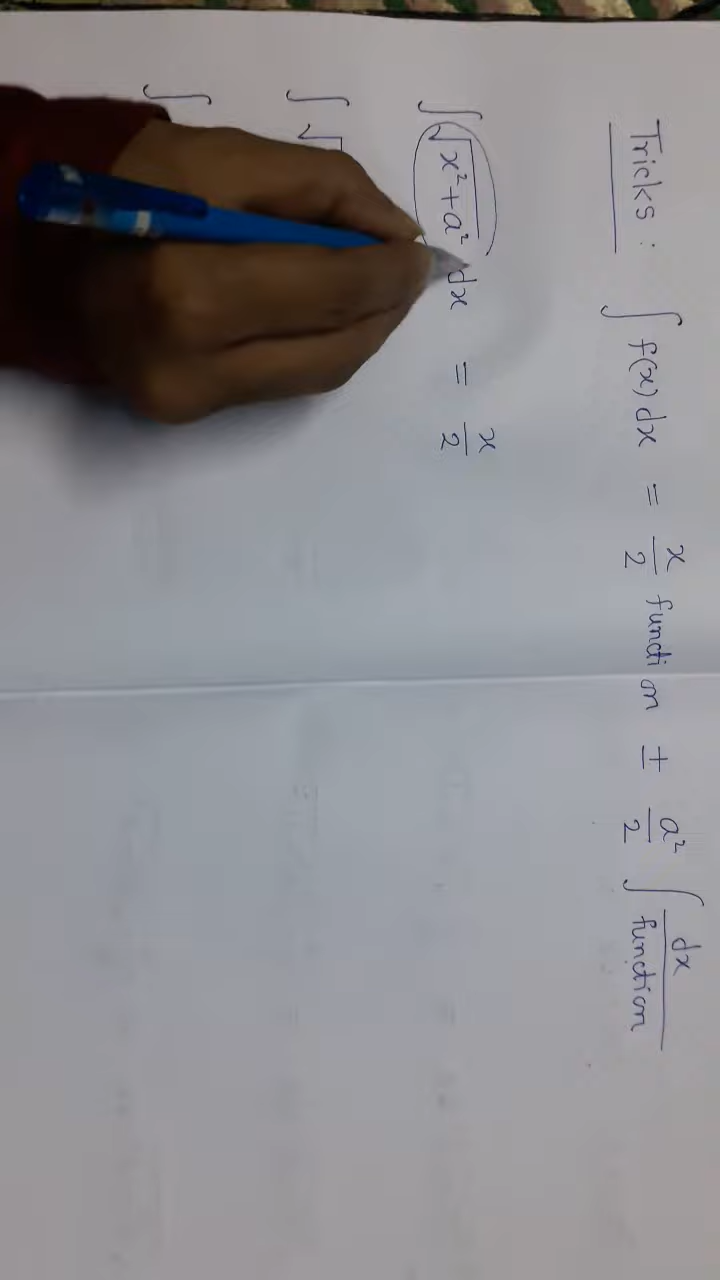 Tricks : ∫ f(x) dx = x/2 function ± a²/2 ∫ dx/function
∫ √(x²+a²) dx = x/2
∫ √
∫